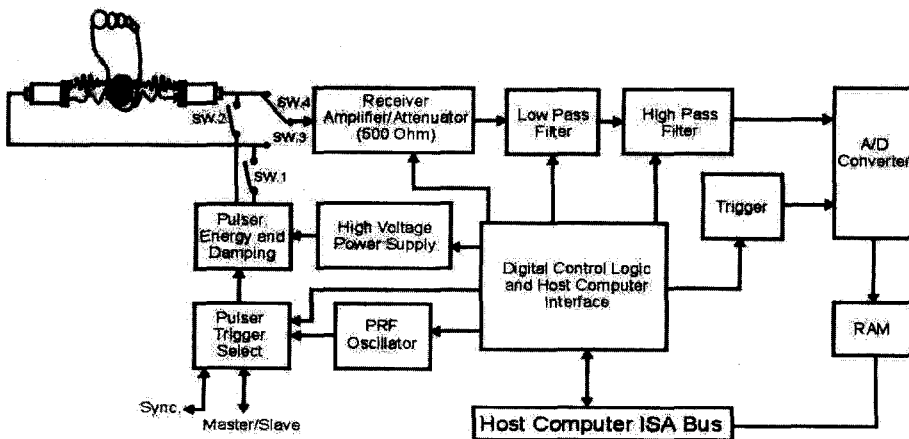 SW.4
SW.2
SW.3
SW.1
Receiver
Amplifier/Attenuator
(500 Ohm)
Low Pass
Filter
High Pass
Filter
A/D
Converter
Trigger
Pulser
Energy and
Damping
High Voltage
Power Supply
Digital Control Logic
and Host Computer
Interface
Pulser
Trigger
Select
PRF
Oscillator
RAM
Sync.
Master/Slave
Host Computer ISA Bus